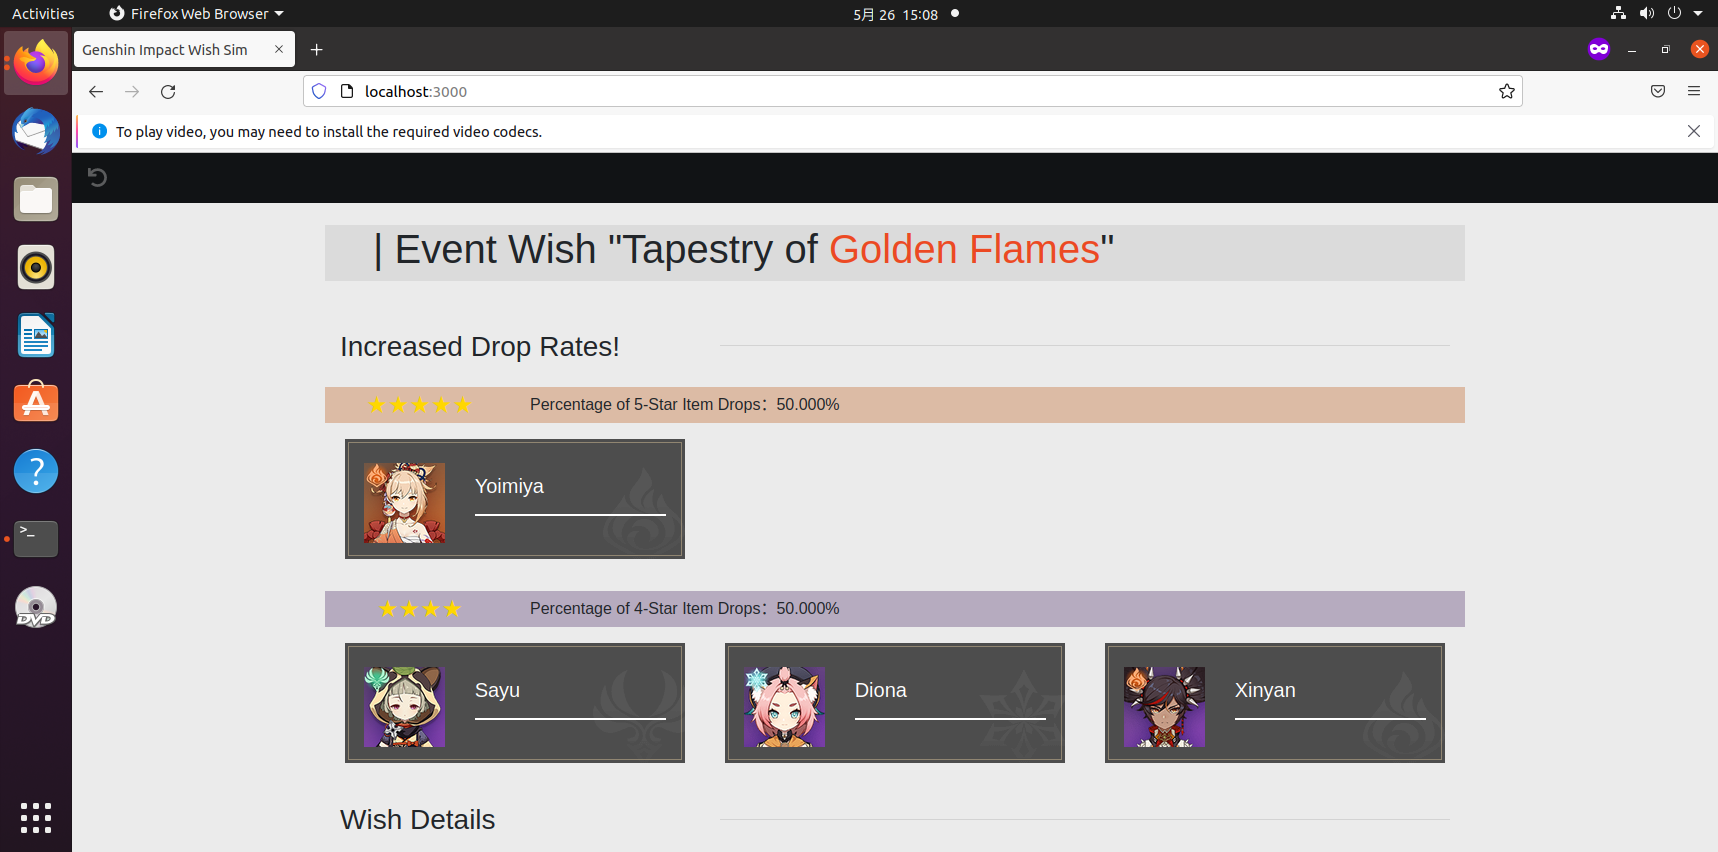 Activities
Firefox Web Browser
5月 26 15:08
Genshin Impact Wish Sim
localhost:3000
To play video, you may need to install the required video codecs.
| Event Wish "Tapestry of Golden Flames"
Increased Drop Rates!
★★★★★ Percentage of 5-Star Item Drops：50.000%
Yoimiya
★★★★ Percentage of 4-Star Item Drops：50.000%
Sayu
Diona
Xinyan
Wish Details
>_
?
DVD